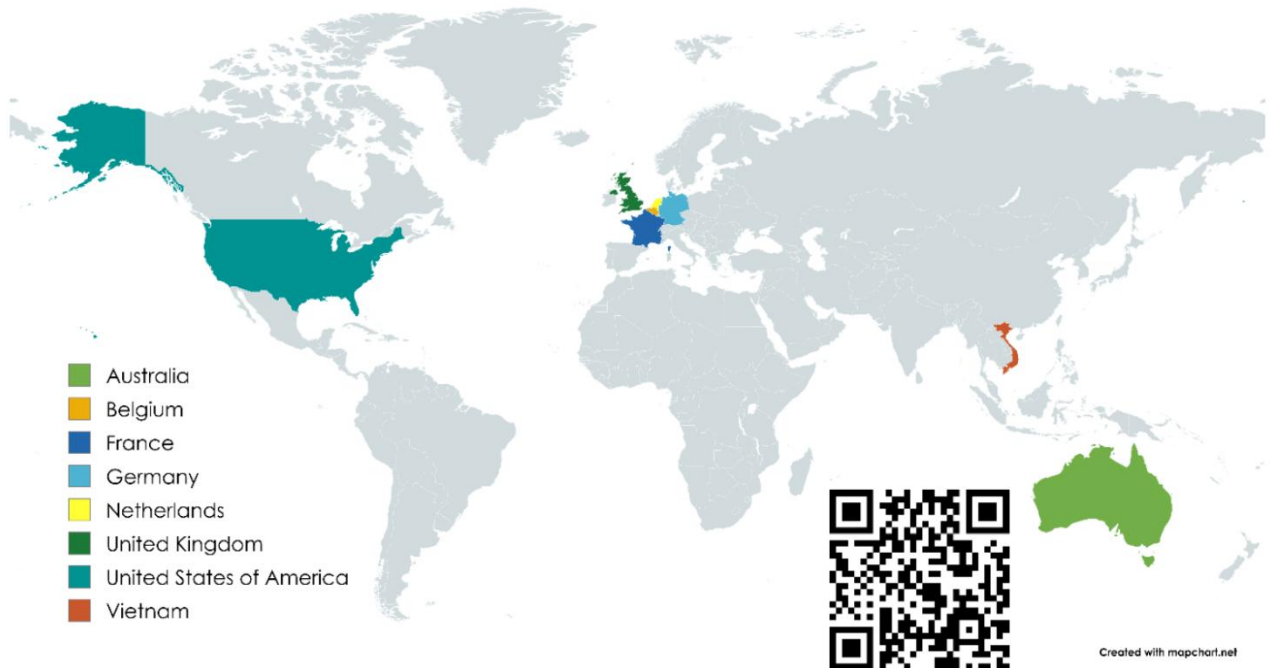 Australia
Belgium
France
Germany
Netherlands
United Kingdom
United States of America
Vietnam
Created with mapchart.net